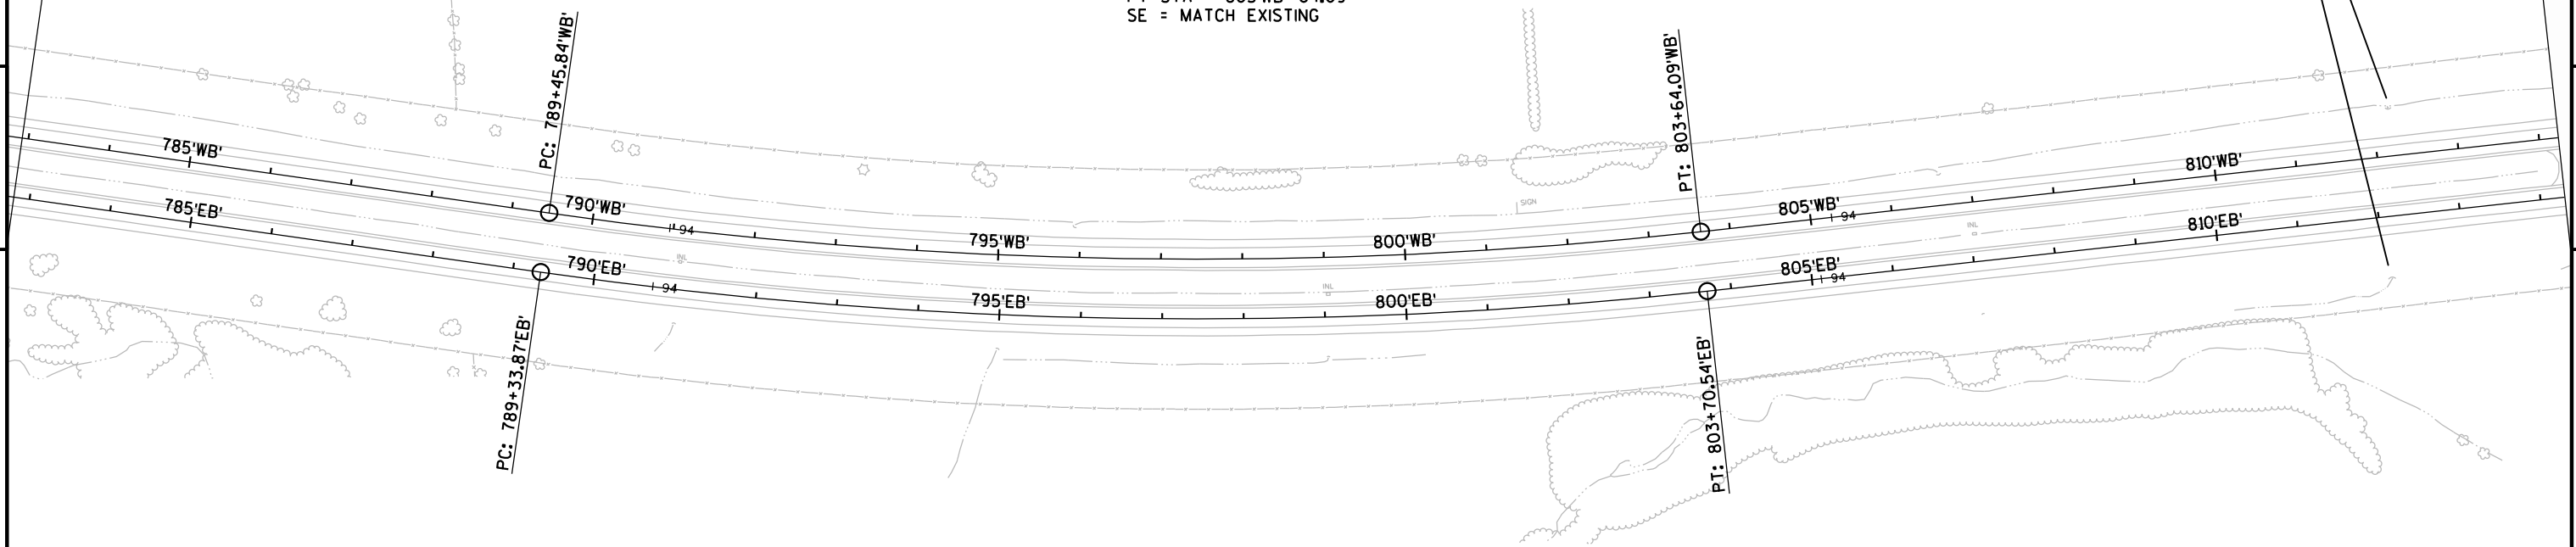 SE = MATCH EXISTING
PC: 789+45.84'WB'
PT: 803+64.09'WB'
785'WB'
790'WB'
I 94
795'WB'
800'WB'
SIGN
805'WB'
I 94
810'WB'
INL
785'EB'
790'EB'
INL
I 94
795'EB'
INL
800'EB'
805'EB'
I 94
810'EB'
PC: 789+33.87'EB'
PT: 803+70.54'EB'